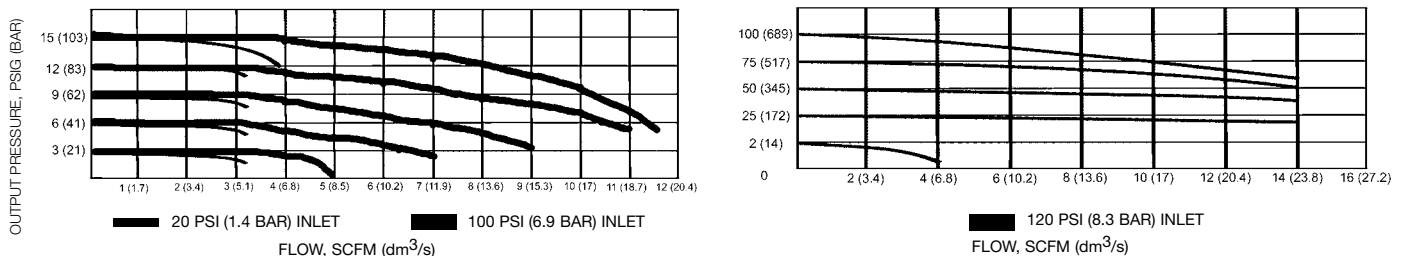 OUTPUT PRESSURE, PSIG (BAR)
15 (103)
12 (83)
9 (62)
6 (41)
3 (21)
1 (1.7) 2 (3.4) 3 (5.1) 4 (6.8) 5 (8.5) 6 (10.2) 7 (11.9) 8 (13.6) 9 (15.3) 10 (17) 11 (18.7) 12 (20.4)
20 PSI (1.4 BAR) INLET 100 PSI (6.9 BAR) INLET
FLOW, SCFM (dm³/s)
100 (689)
75 (517)
50 (345)
25 (172)
2 (14)
0
2 (3.4) 4 (6.8) 6 (10.2) 8 (13.6) 10 (17) 12 (20.4) 14 (23.8) 16 (27.2)
120 PSI (8.3 BAR) INLET
FLOW, SCFM (dm³/s)